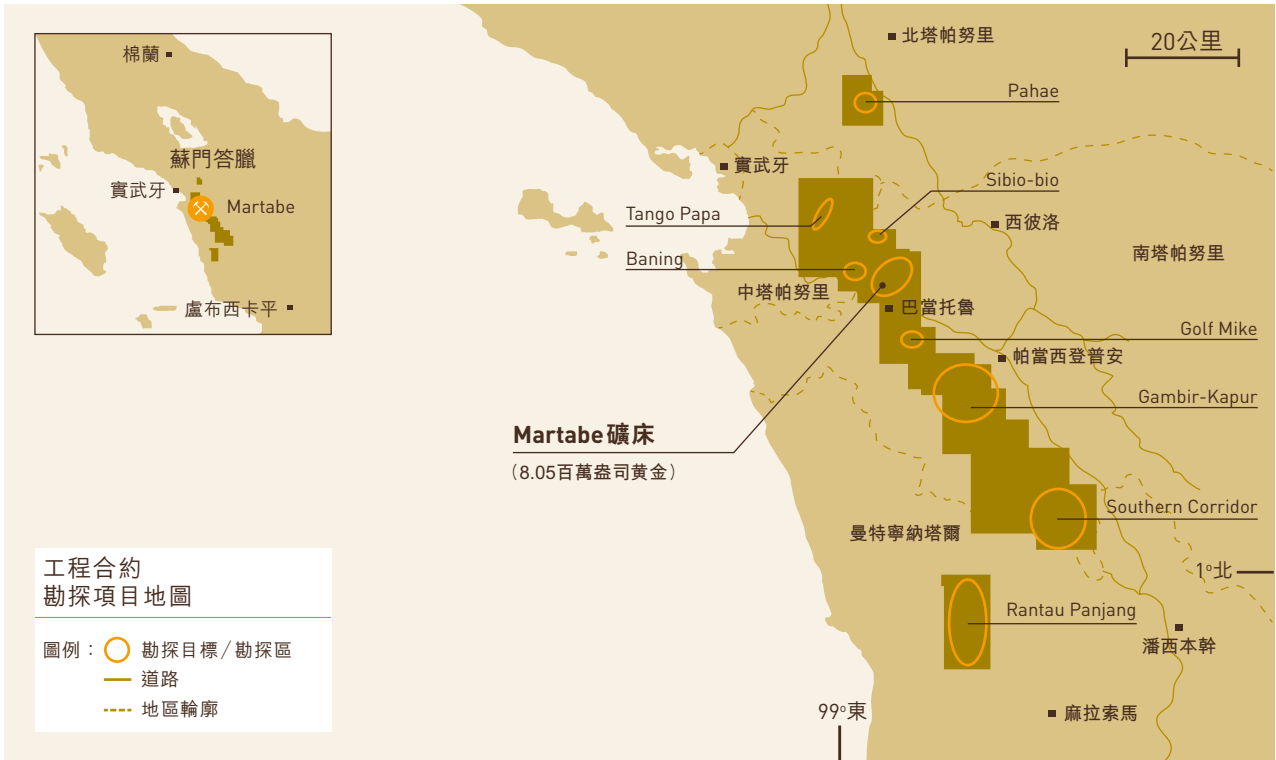 棉蘭
蘇門答臘
實武牙
Martabe
盧布西卡平
北塔帕努里
20公里
Pahae
實武牙
Sibio-bio
Tango Papa
西彼洛
Baning
南塔帕努里
中塔帕努里
巴當托魯
Golf Mike
帕當西登普安
Gambir-Kapur
Martabe礦床
（8.05百萬盎司黄金）
Southern Corridor
曼特寧納塔爾
1º北
Rantau Panjang
潘西本幹
99º東
麻拉索馬
工程合約
勘探項目地圖
圖例：
勘探目標/勘探區
道路
地區輪廓